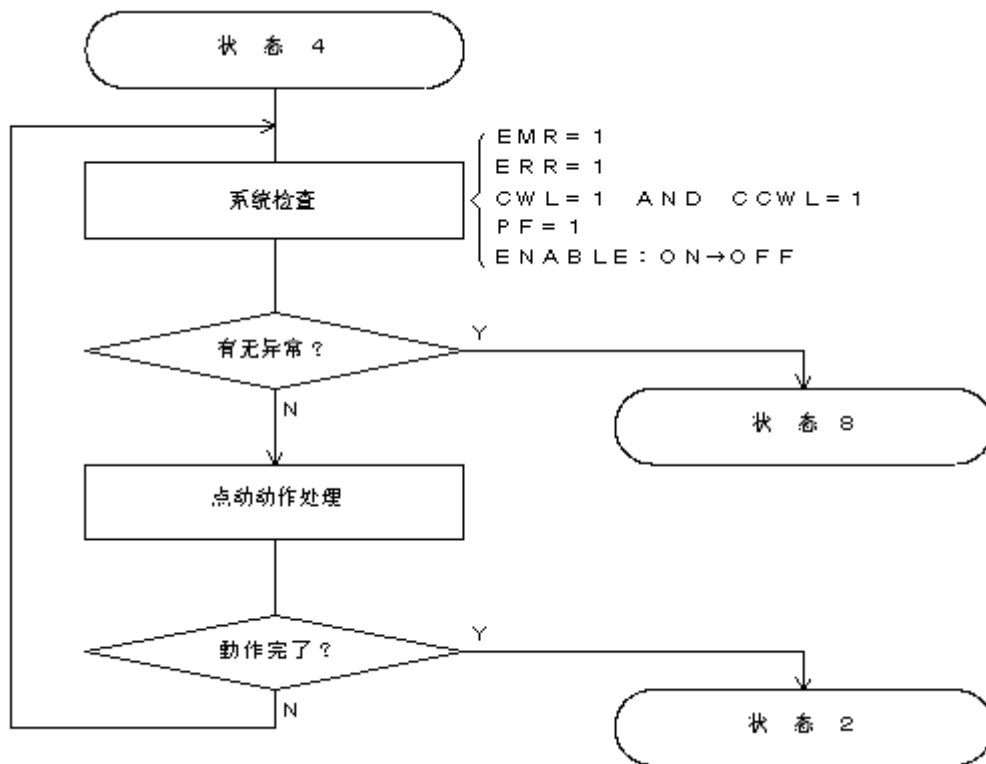 状 态 4
EMR=1
ERR=1
系统检查
CWL=1 AND CCWL=1
PF=1
ENABLE:ON→OFF
有无异常?
Y
N
状 态 8
点动动作处理
動作完了?
Y
N
状 态 2